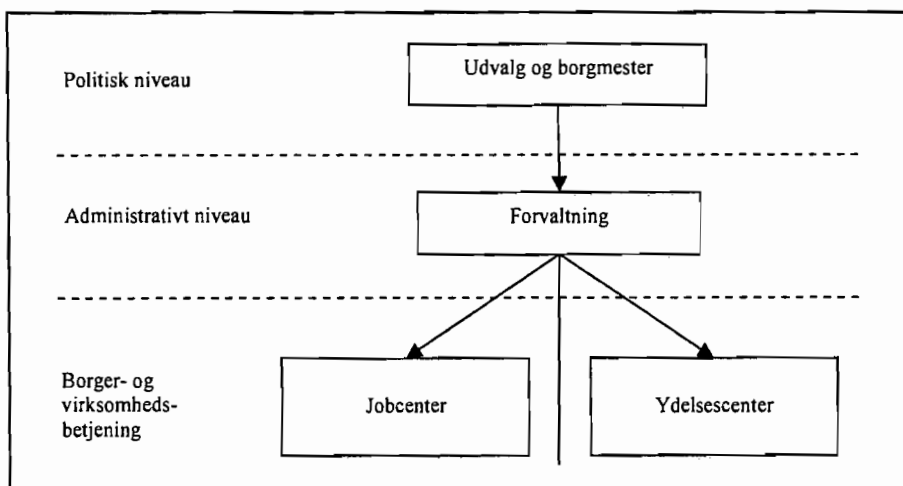 Politisk niveau
Udvalg og borgmester
Administrativt niveau
Forvaltning
Borger- og
virksomheds-
betjening
Jobcenter
Ydelsescenter